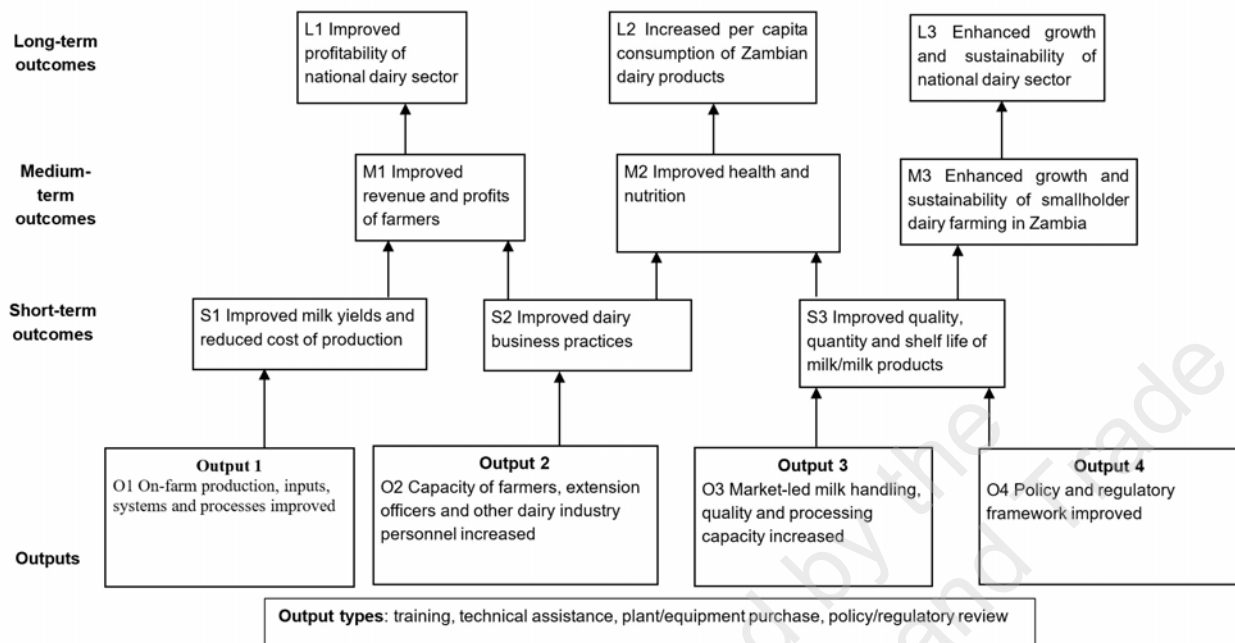 Long-term
outcomes
L1 Improved
profitability of
national dairy sector
L2 Increased per capita
consumption of Zambian
dairy products
L3 Enhanced growth
and sustainability of
national dairy sector
Medium-
term
outcomes
M1 Improved
revenue and profits
of farmers
M2 Improved health and
nutrition
M3 Enhanced growth and
sustainability of smallholder
dairy farming in Zambia
Short-term
outcomes
S1 Improved milk yields and
reduced cost of production
S2 Improved dairy
business practices
S3 Improved quality,
quantity and shelf life of
milk/milk products
Outputs
Output 1
O1 On-farm production, inputs,
systems and processes improved
Output 2
O2 Capacity of farmers, extension
officers and other dairy industry
personnel increased
Output 3
O3 Market-led milk handling,
quality and processing
capacity increased
Output 4
O4 Policy and regulatory
framework improved
Output types: training, technical assistance, plant/equipment purchase, policy/regulatory review
by the
and Trade